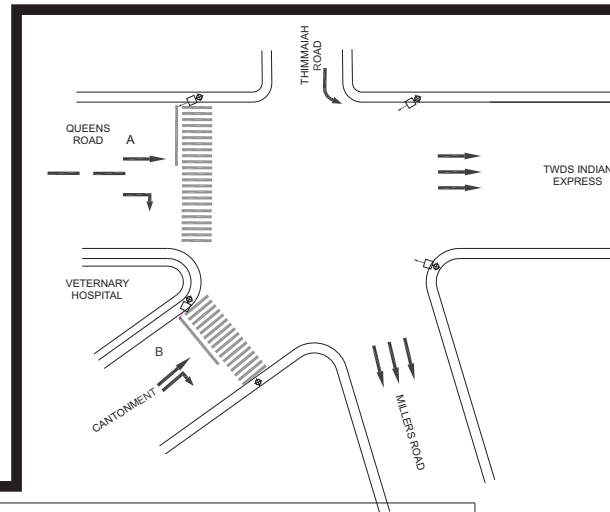 THIMMAIAH
ROAD
QUEENS
ROAD
A
TWDS INDIAN
EXPRESS
VETERNARY
HOSPITAL
B
CANTONMENT
MILLERS ROAD